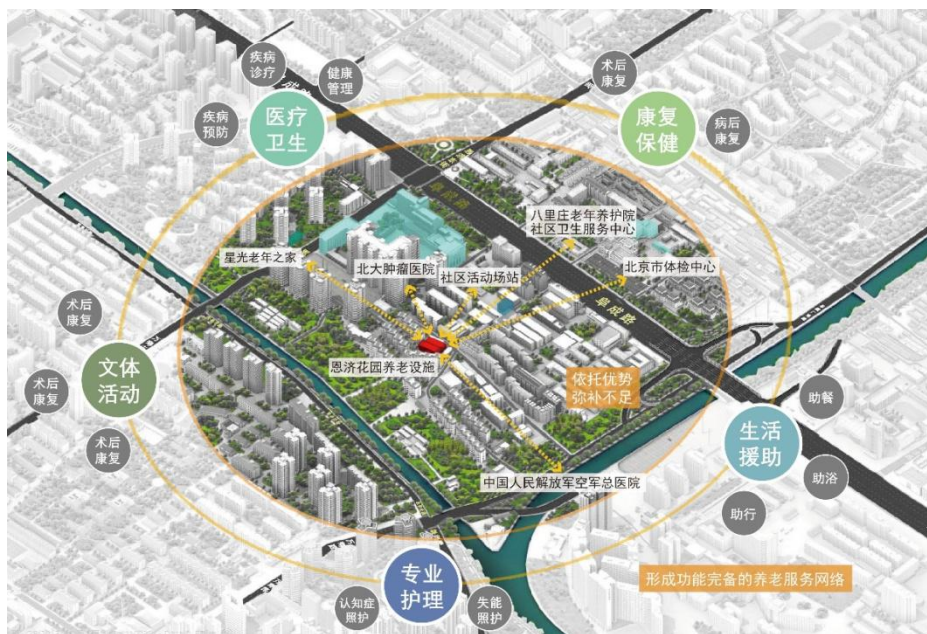 疾病
诊疗
健康
管理
疾病
预防
医疗
卫生
术后
康复
康复
保健
病后
康复
阜成路
八里庄老年养护院
社区卫生服务中心
星光老年之家
北大肿瘤医院
社区活动场站
北京市体检中心
阜成路
恩济花园养老设施
依托优势
弥补不足
术后
康复
文体
活动
术后
康复
术后
康复
中国人民解放军空军总医院
生活
援助
助餐
助浴
助行
专业
护理
认知症
照护
失能
照护
形成功能完备的养老服务网络